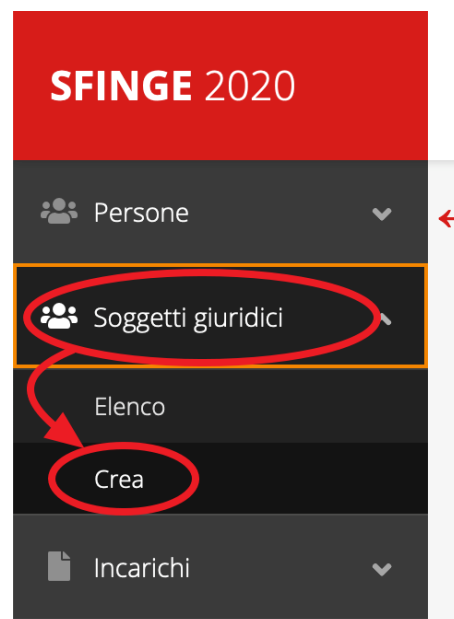 SFINGE 2020
Persone
Soggetti giuridici
Elenco
Crea
Incarichi